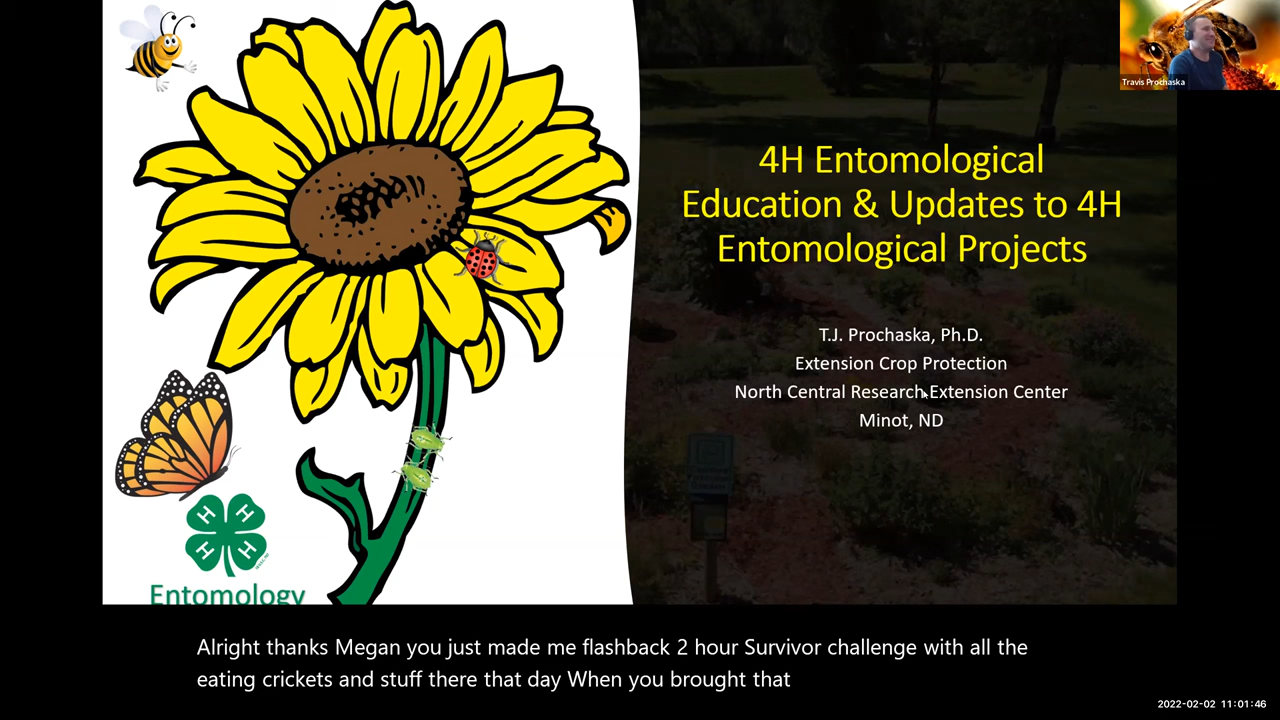 Travis Prochaska
4H Entomological
Education & Updates to 4H
Entomological Projects
T.J. Prochaska, Ph.D.
Extension Crop Protection
North Central Research Extension Center
Minot, ND
H H
H H
Entomology
Alright thanks Megan you just made me flashback 2 hour Survivor challenge with all the
eating crickets and stuff there that day When you brought that
2022-02-02 11:01:46